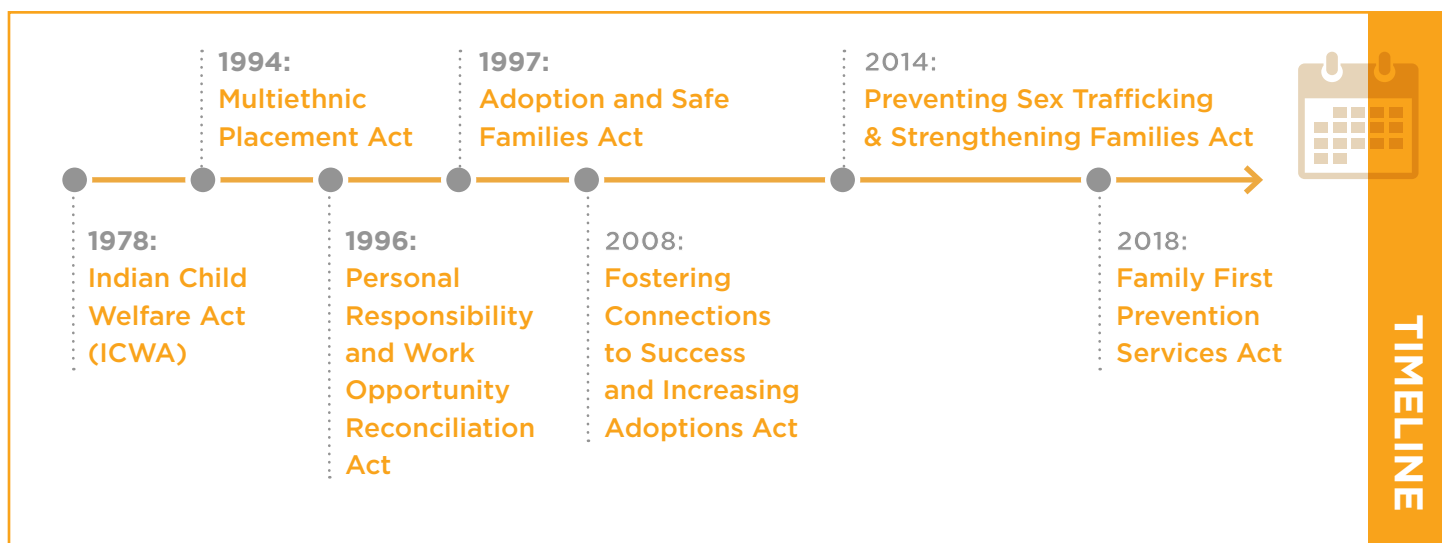 1994:
Multiethnic
Placement Act
1997:
Adoption and Safe
Families Act
2014:
Preventing Sex Trafficking
& Strengthening Families Act
1978:
Indian Child
Welfare Act
(ICWA)
1996:
Personal
Responsibility
and Work
Opportunity
Reconciliation
Act
2008:
Fostering
Connections
to Success
and Increasing
Adoptions Act
2018:
Family First
Prevention
Services Act
TIMELINE